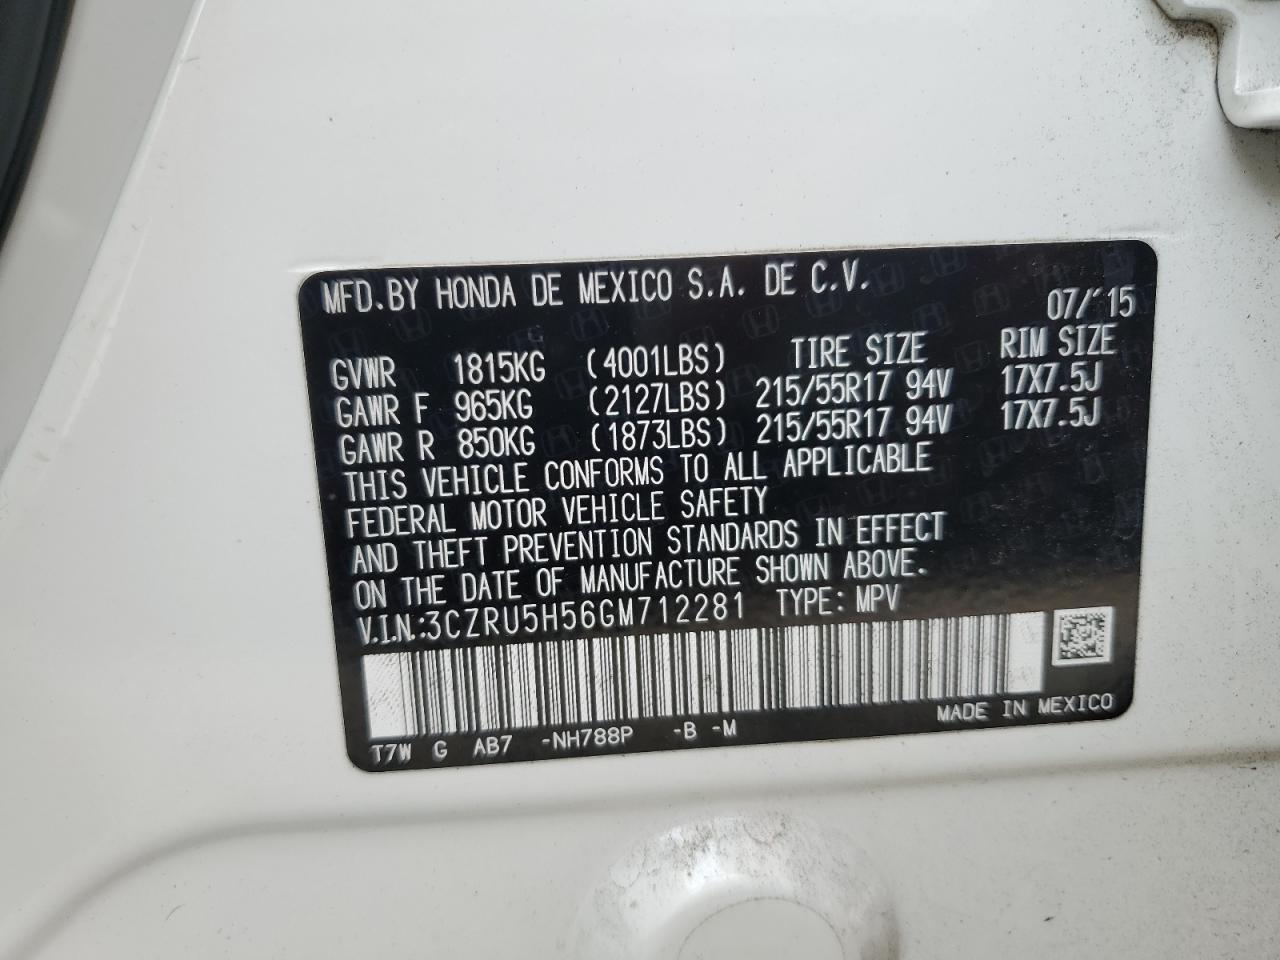 MFD.BY HONDA DE MEXICO S.A. DE C.V.
07/'15
GVWR 1815KG (4001LBS) TIRE SIZE RIM SIZE
GAWR F 965KG (2127LBS) 215/55R17 94V 17X7.5J
GAWR R 850KG (1873LBS) 215/55R17 94V 17X7.5J
THIS VEHICLE CONFORMS TO ALL APPLICABLE
FEDERAL MOTOR VEHICLE SAFETY
AND THEFT PREVENTION STANDARDS IN EFFECT
ON THE DATE OF MANUFACTURE SHOWN ABOVE.
V.I.N.:3CZRU5H56GM712281 TYPE: MPV
T7W G AB7 -NH788P -B -M MADE IN MEXICO